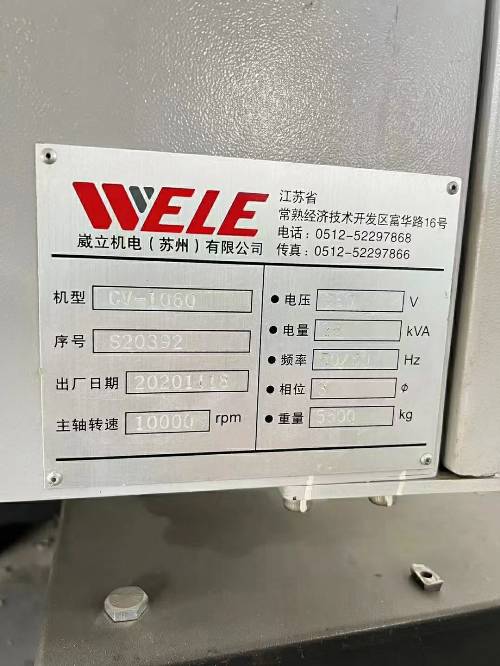 WELE
江苏省
常熟经济技术开发区富华路16号
电话：0512-52297868
传真：0512-52297866
崴立机电（苏州）有限公司
机型 CV-1060
序号 S20392
出厂日期 20201118
主轴转速 10000 rpm
电压 V
电量 kVA
频率 Hz
相位 3 Φ
重量 5500 kg